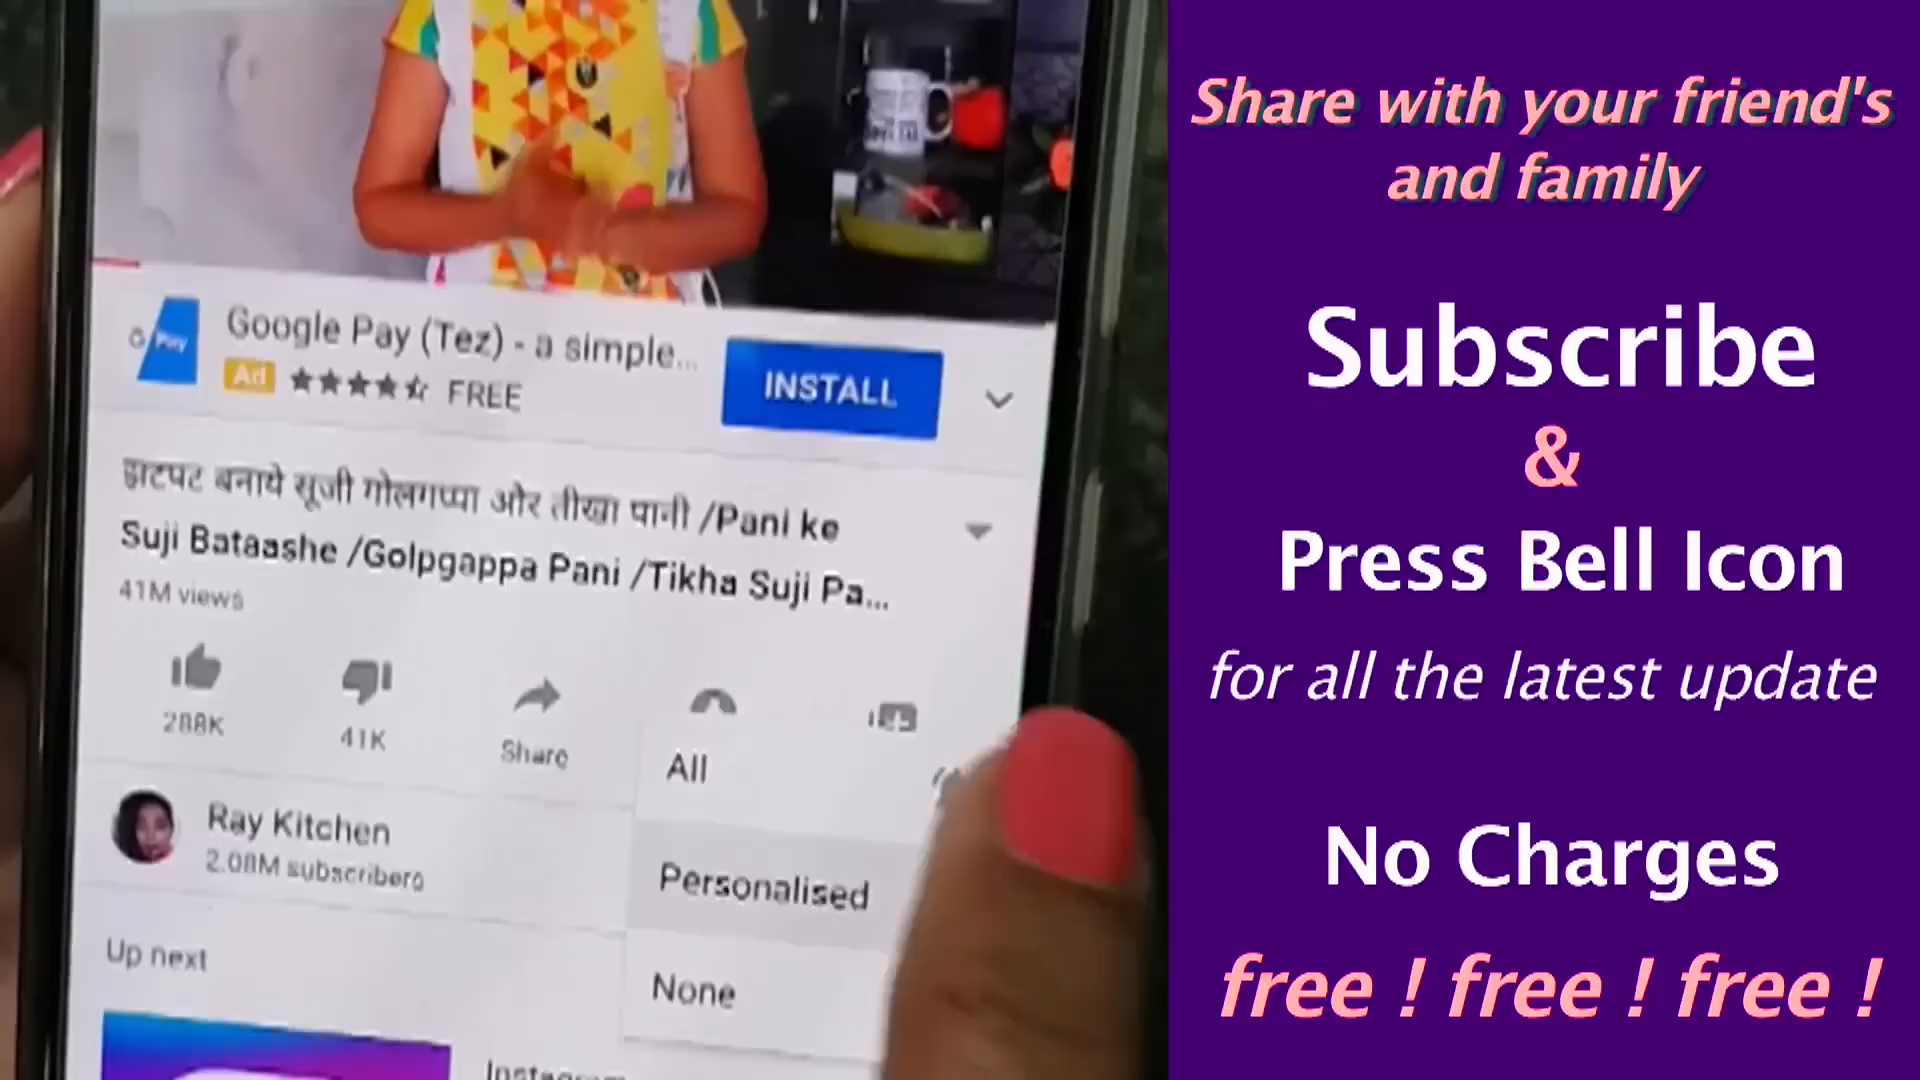 G Pay
Google Pay (Tez) - a simple...
Ad
FREE
INSTALL
झटपट बनाये सूजी गोलगप्पा ओर तीखा पानी /Pani ke
Suji Bataashe /Golpgappa Pani /Tikha Suji Pa...
41M views
288K
41K
Share
All
Ray Kitchen
2.08M subscribers
Personalised
None
Up next
Share with your friend's
and family
Subscribe
&
Press Bell Icon
for all the latest update
No Charges
free ! free ! free !